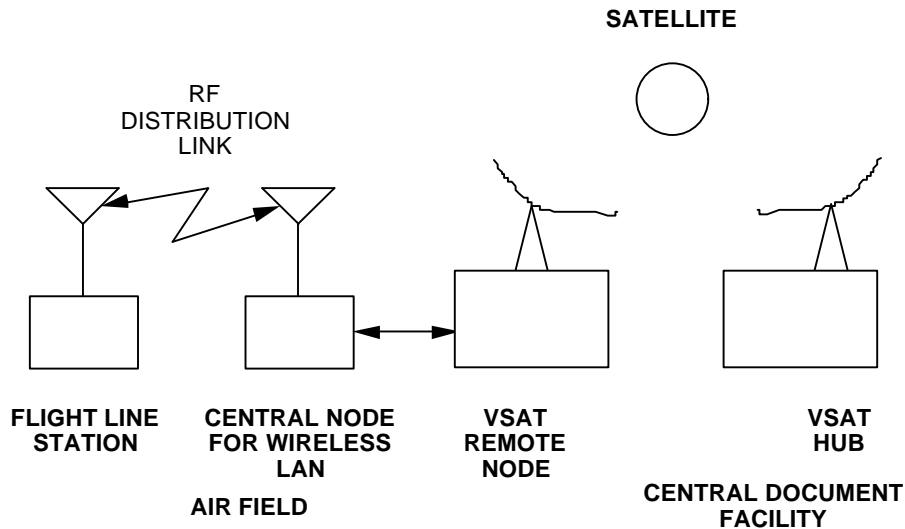 SATELLITE
RF
DISTRIBUTION
LINK
FLIGHT LINE
STATION
CENTRAL NODE
FOR WIRELESS
LAN
VSAT
REMOTE
NODE
VSAT
HUB
AIR FIELD
CENTRAL DOCUMENT
FACILITY